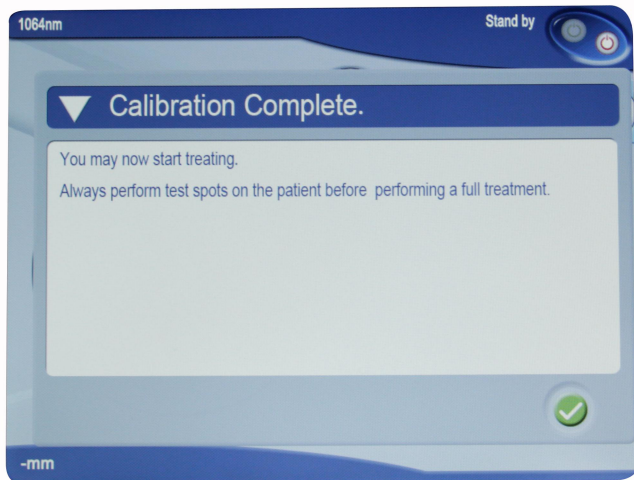 1064nm
Stand by
Calibration Complete.
You may now start treating.
Always perform test spots on the patient before performing a full treatment.
-mm